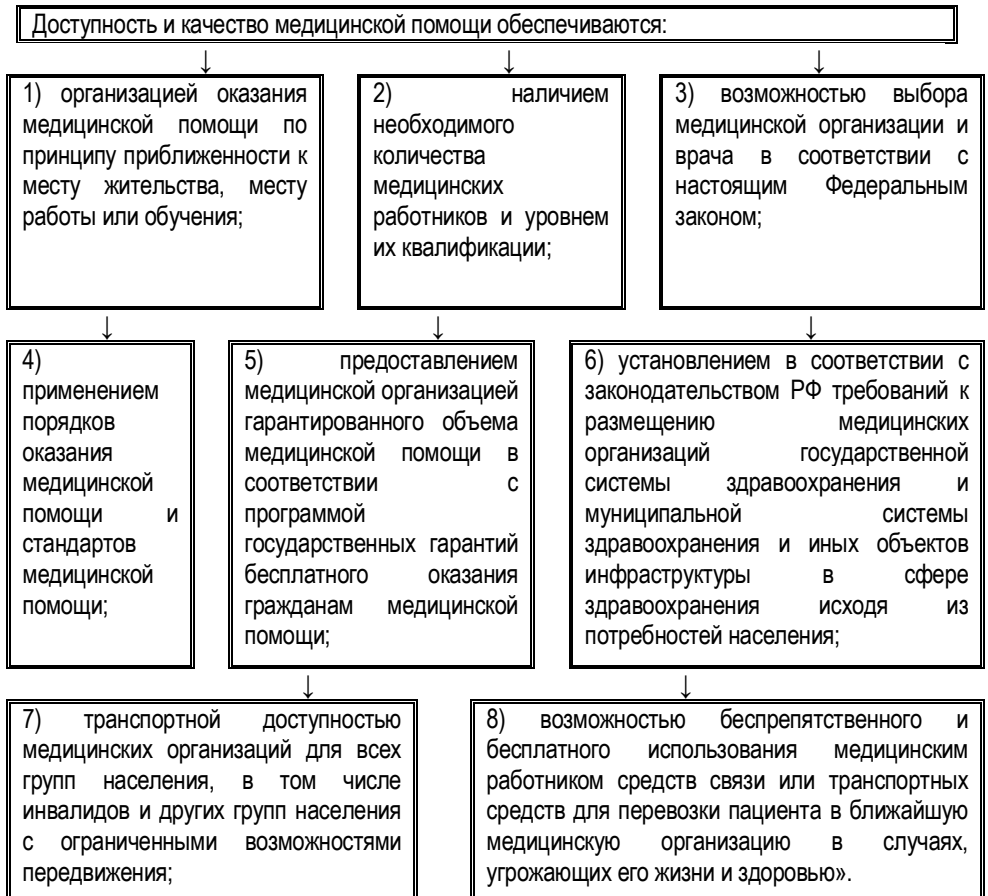 Доступность и качество медицинской помощи обеспечиваются:
↓ ↓ ↓
1) организацией оказания
медицинской помощи по
принципу приближенности к
месту жительства, месту
работы или обучения;
2) наличием
необходимого
количества
медицинских
работников и уровнем
их квалификации;
3) возможностью выбора
медицинской организации и
врача в соответствии с
настоящим Федеральным
законом;
↓ ↓ ↓
4)
применением
порядков
оказания
медицинской
помощи и
стандартов
медицинской
помощи;
5) предоставлением
медицинской организацией
гарантированного объема
медицинской помощи в
соответствии с
программой
государственных гарантий
бесплатного оказания
гражданам медицинской
помощи;
6) установлением в соответствии с
законодательством РФ требований к
размещению медицинских
организаций государственной
системы здравоохранения и
муниципальной системы
здравоохранения и иных объектов
инфраструктуры в сфере
здравоохранения исходя из
потребностей населения;
↓ ↓
7) транспортной доступностью
медицинских организаций для всех
групп населения, в том числе
инвалидов и других групп населения
с ограниченными возможностями
передвижения;
8) возможностью беспрепятственного и
бесплатного использования медицинским
работником средств связи или транспортных
средств для перевозки пациента в ближайшую
медицинскую организацию в случаях,
угрожающих его жизни и здоровью».